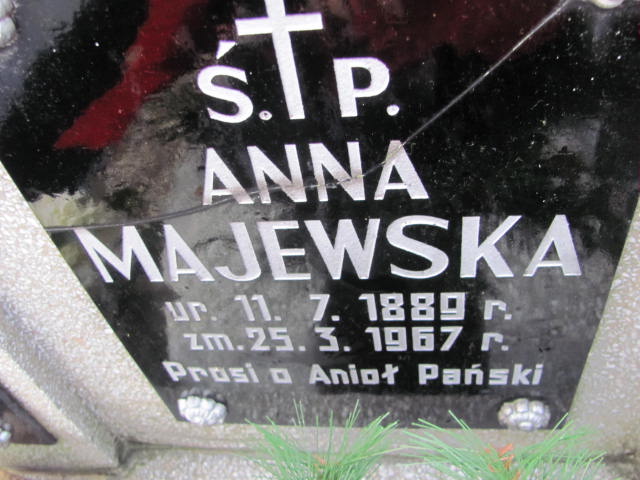 Ś. P.
ANNA
MAJEWSKA
ur. 11. 7. 1889 r.
zm. 25. 3. 1967 r.
Prosi o Anioł Pański